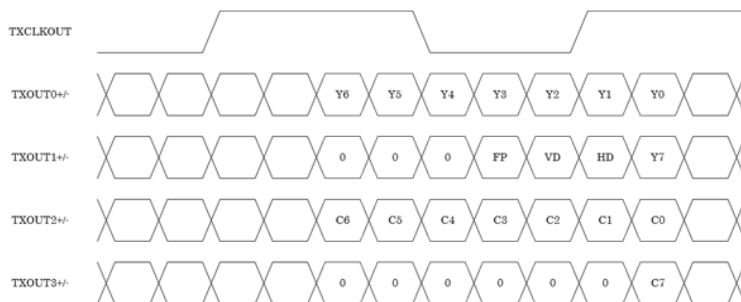 TXCLKOUT
TXOUT0+/- Y6 Y5 Y4 Y3 Y2 Y1 Y0
TXOUT1+/- 0 0 0 FP VD HD Y7
TXOUT2+/- C6 C5 C4 C3 C2 C1 C0
TXOUT3+/- 0 0 0 0 0 0 C7